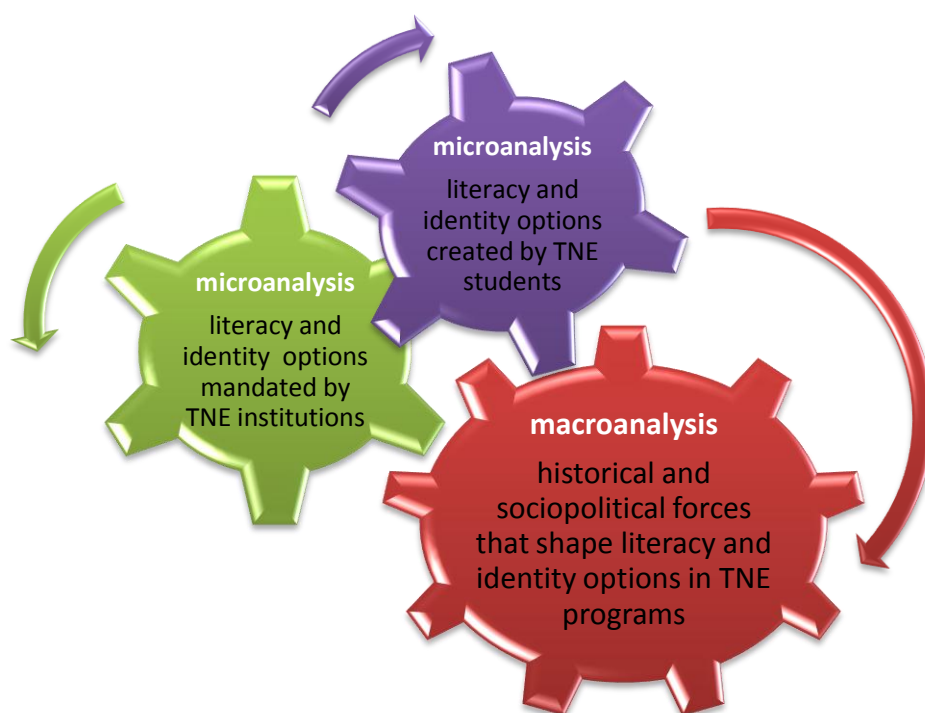 microanalysis
literacy and
identity options
created by TNE
students
microanalysis
literacy and
identity options
mandated by
TNE institutions
macroanalysis
historical and
sociopolitical forces
that shape literacy and
identity options in TNE
programs